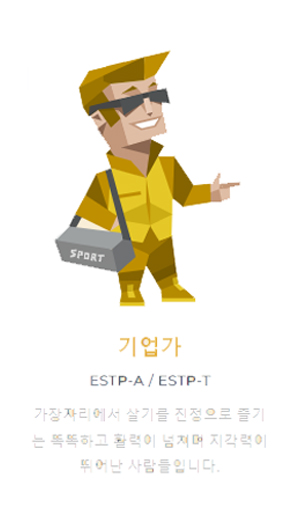 SPORT
기업가
ESTP-A / ESTP-T
가장자리에서 살기를 진정으로 즐기
는 똑똑하고 활력이 넘치며 지각력이
뛰어난 사람들입니다.